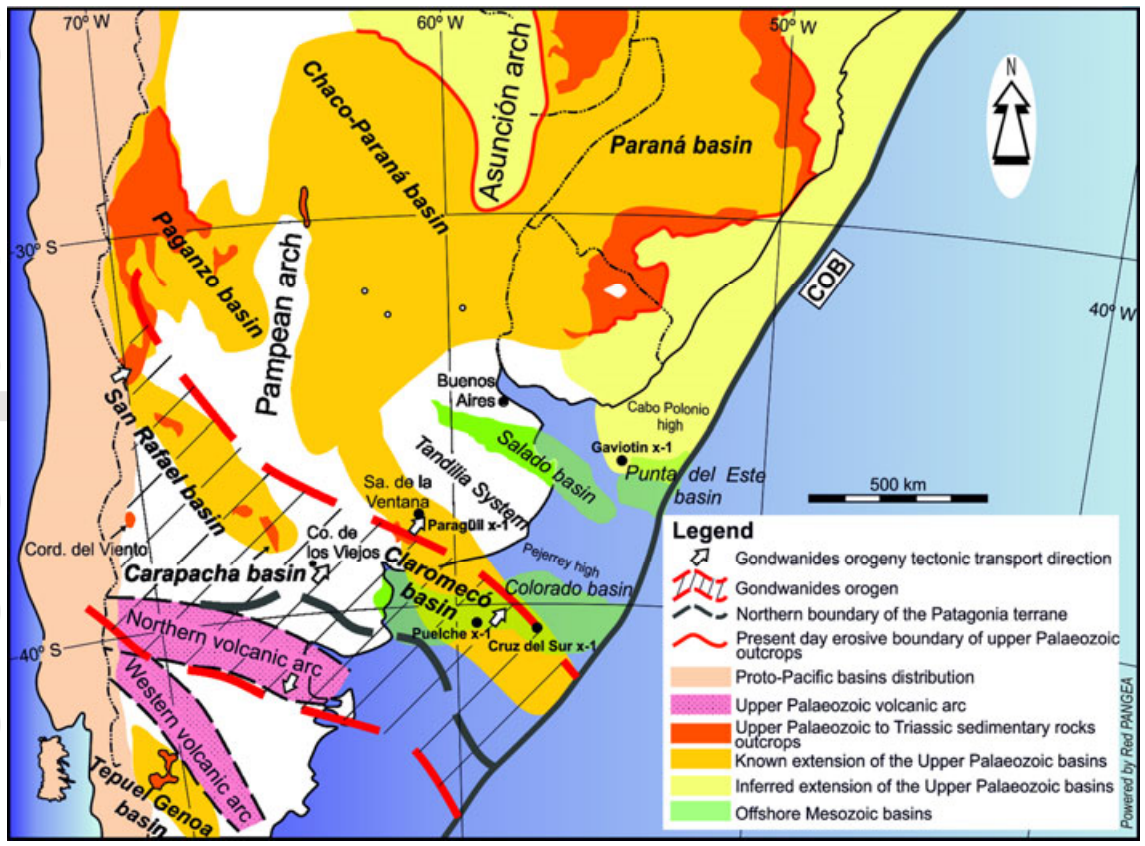 70º W
60º W
50º W
N
Asunción arch
Chaco-Paraná basin
Paraná basin
30º S
Paganzo basin
Pampean arch
COB
40º W
Buenos
Aires
Cabo Polonio
high
Gaviotin x-1
Salado basin
Punta del Este
basin
Tandilia System
San Rafael basin
Sa. de la
Ventana
Paragüil x-1
500 km
Cord. del Viento
Co. de
los Viejos
Carapacha basin
Claromecó
basin
Pejerrey high
Colorado basin
Puelche x-1
Cruz del Sur x-1
Northern volcanic arc
40º S
Western volcanic arc
Tepuel Genoa
basin
Legend
Gondwanides orogeny tectonic transport direction
Gondwanides orogen
Northern boundary of the Patagonia terrane
Present day erosive boundary of upper Palaeozoic
outcrops
Proto-Pacific basins distribution
Upper Palaeozoic volcanic arc
Upper Palaeozoic to Triassic sedimentary rocks
outcrops
Known extension of the Upper Palaeozoic basins
Inferred extension of the Upper Palaeozoic basins
Offshore Mesozoic basins
Powered by Red PANGEA